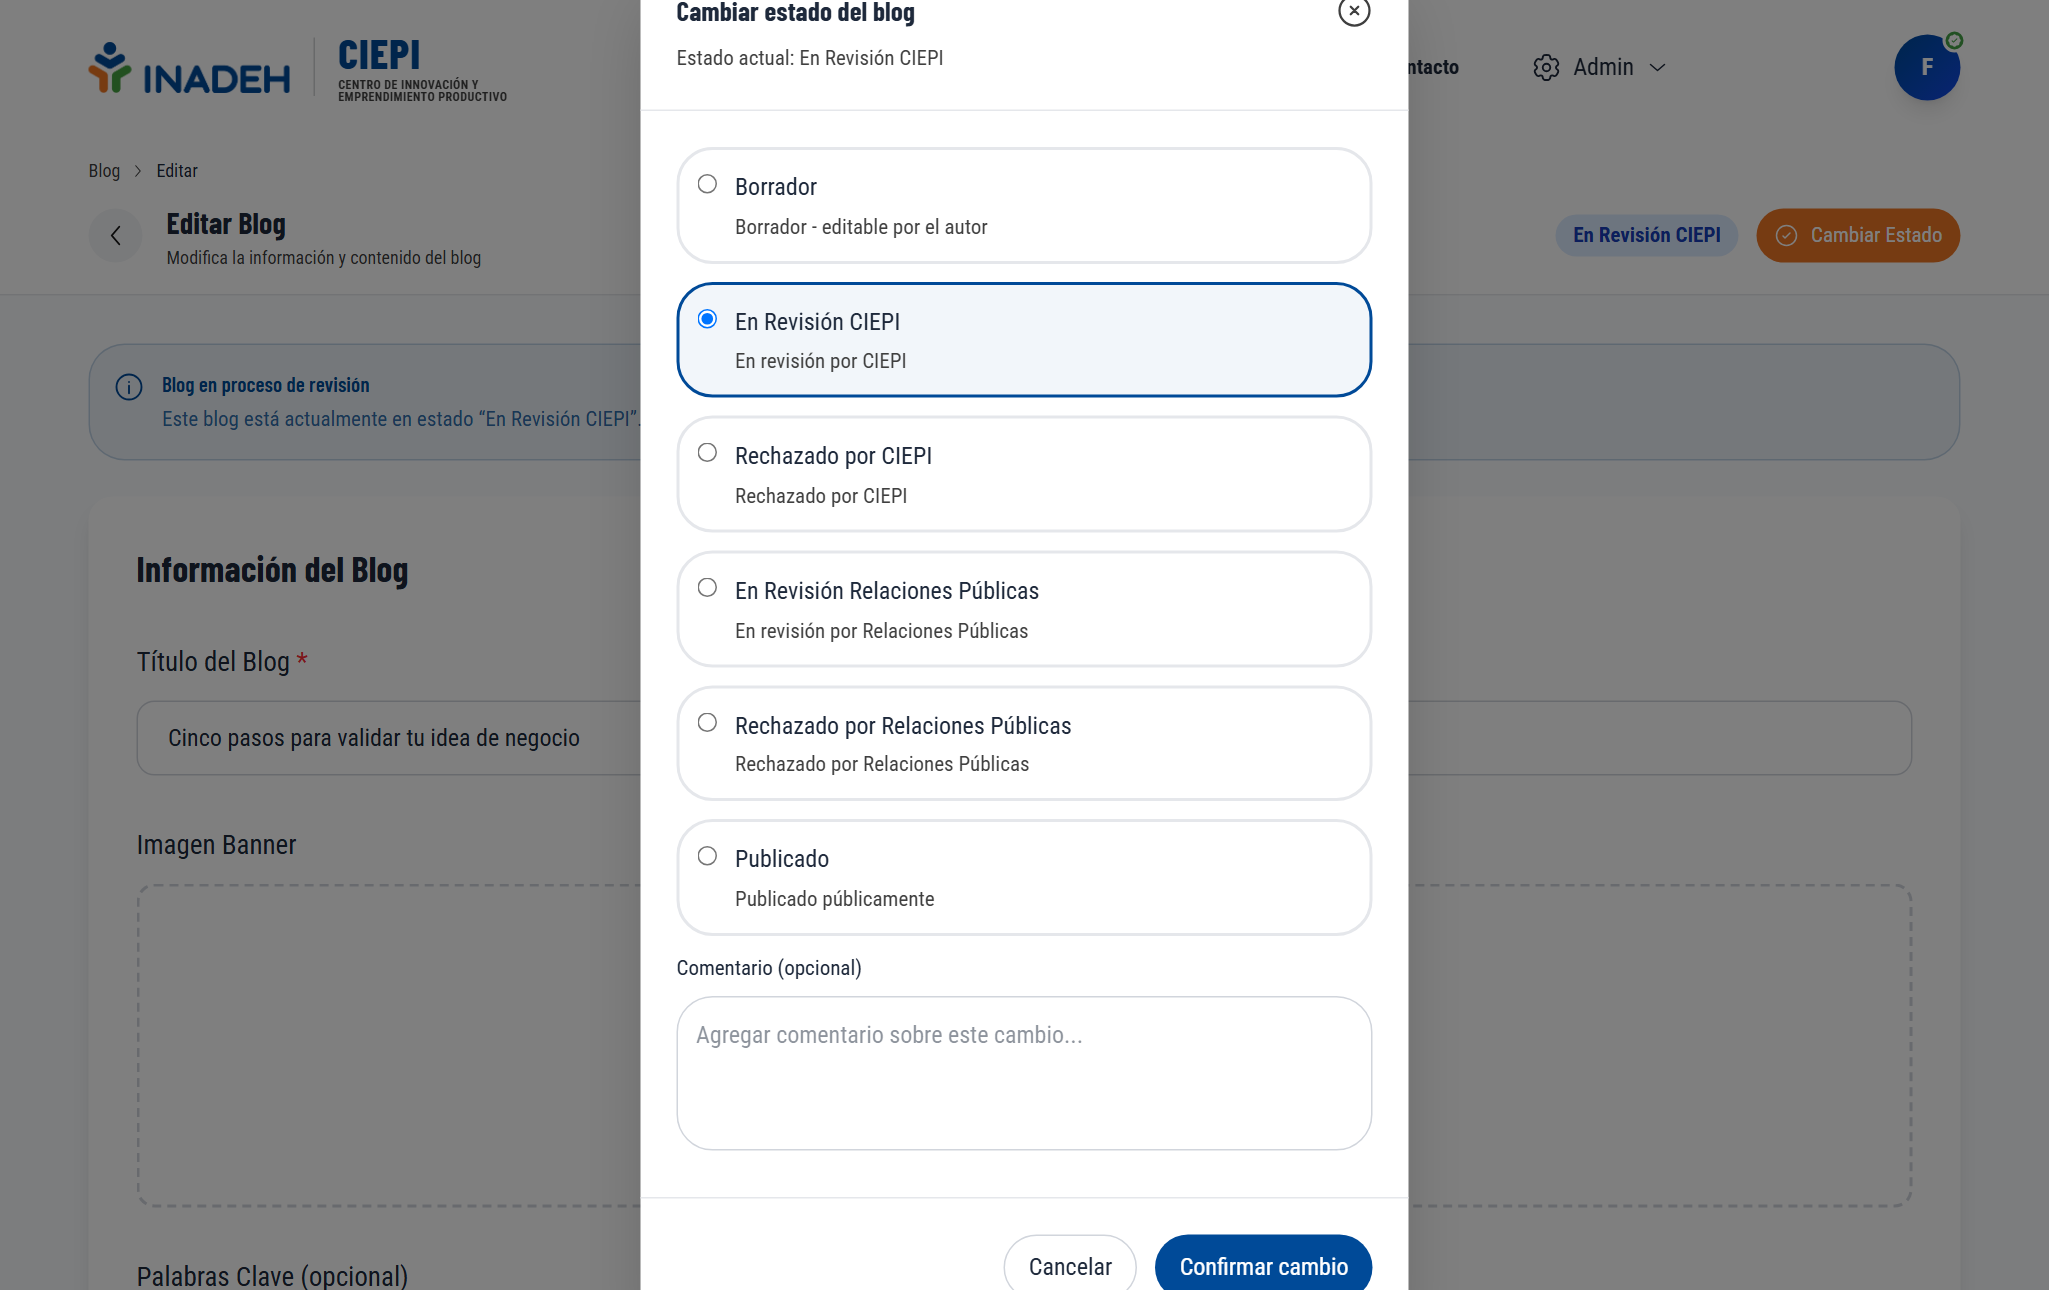 Cambiar estado del blog
Estado actual: En Revisión CIEPI
INADEH
CIEPI
CENTRO DE INNOVACIÓN Y
EMPRENDIMIENTO PRODUCTIVO
ntacto
Admin
F
Blog
Editar
Editar Blog
Modifica la información y contenido del blog
En Revisión CIEPI
Cambiar Estado
Blog en proceso de revisión
Este blog está actualmente en estado “En Revisión CIEPI”.
Información del Blog
Título del Blog *
Cinco pasos para validar tu idea de negocio
Imagen Banner
Palabras Clave (opcional)
Borrador
Borrador - editable por el autor
En Revisión CIEPI
En revisión por CIEPI
Rechazado por CIEPI
Rechazado por CIEPI
En Revisión Relaciones Públicas
En revisión por Relaciones Públicas
Rechazado por Relaciones Públicas
Rechazado por Relaciones Públicas
Publicado
Publicado públicamente
Comentario (opcional)
Agregar comentario sobre este cambio...
Cancelar
Confirmar cambio